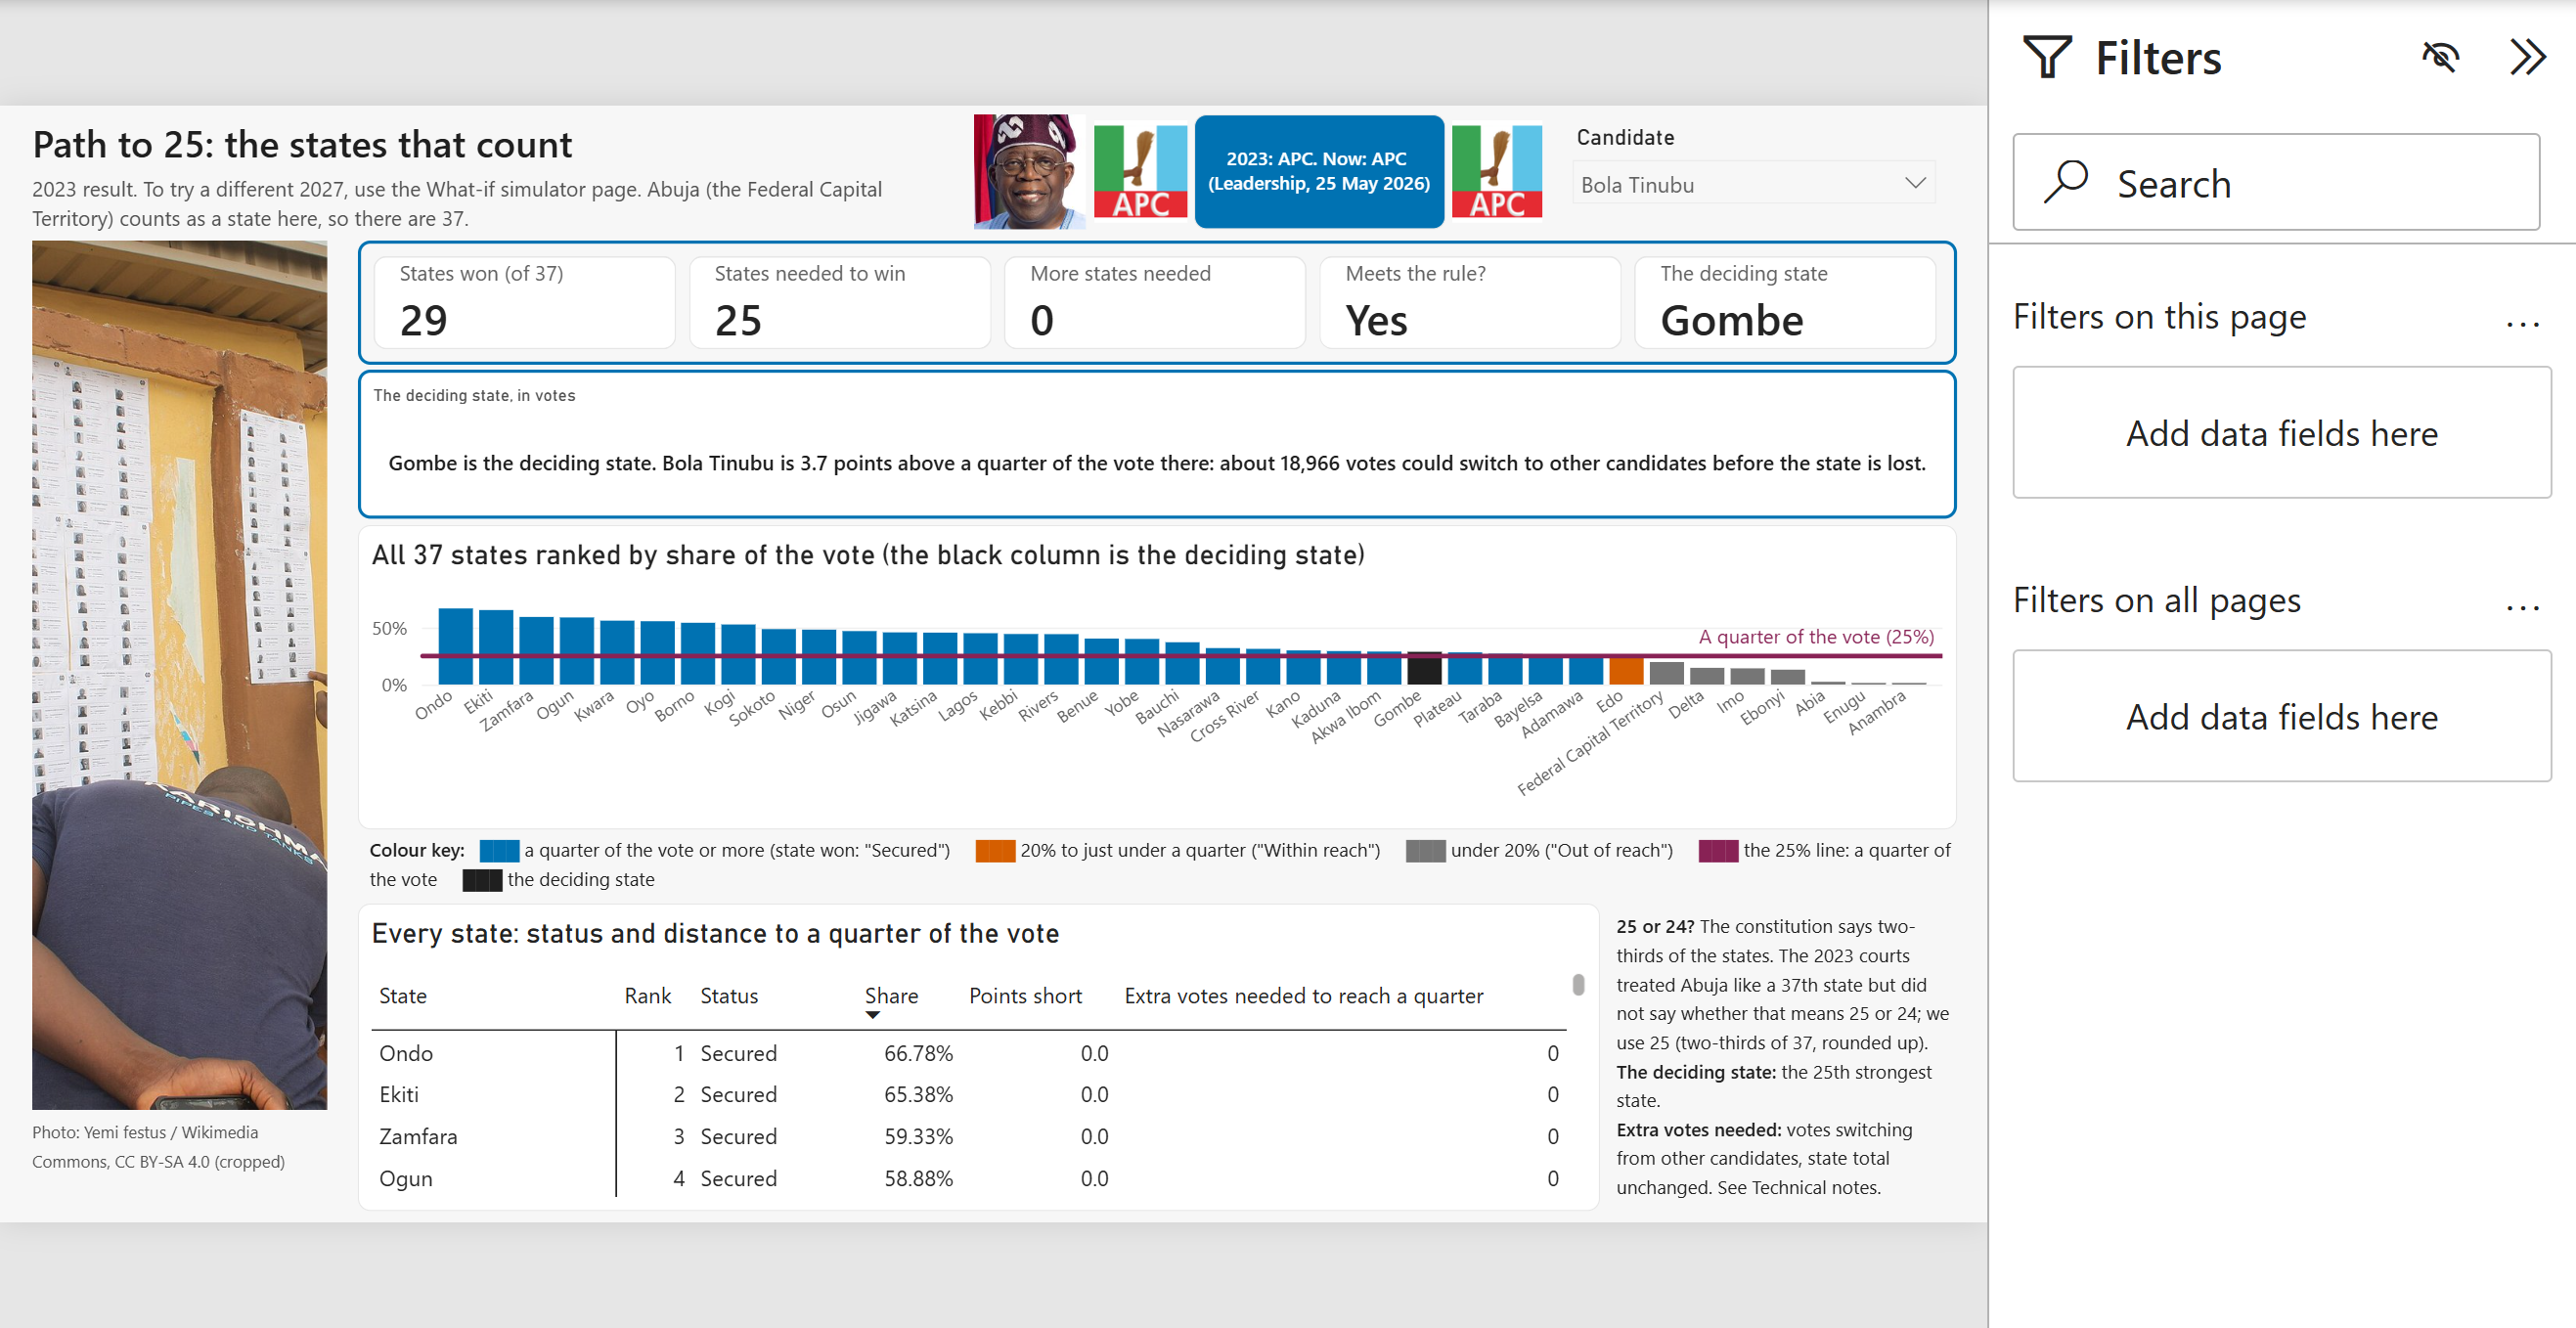 Path to 25: the states that count
2023 result. To try a different 2027, use the What-if simulator page. Abuja (the Federal Capital
Territory) counts as a state here, so there are 37.
APC
2023: APC. Now: APC
(Leadership, 25 May 2026)
APC
Candidate
Bola Tinubu
States won (of 37)
29
States needed to win
25
More states needed
0
Meets the rule?
Yes
The deciding state
Gombe
The deciding state, in votes
Gombe is the deciding state. Bola Tinubu is 3.7 points above a quarter of the vote there: about 18,966 votes could switch to other candidates before the state is lost.
All 37 states ranked by share of the vote (the black column is the deciding state)
50%
0%
A quarter of the vote (25%)
Ondo
Ekiti
Zamfara
Ogun
Kwara
Oyo
Borno
Kogi
Sokoto
Niger
Osun
Jigawa
Katsina
Lagos
Kebbi
Rivers
Benue
Yobe
Bauchi
Nasarawa
Cross River
Kano
Kaduna
Akwa Ibom
Gombe
Plateau
Taraba
Bayelsa
Adamawa
Edo
Federal Capital Territory
Delta
Imo
Ebonyi
Abia
Enugu
Anambra
Colour key: a quarter of the vote or more (state won: "Secured") 20% to just under a quarter ("Within reach") under 20% ("Out of reach") the 25% line: a quarter of
the vote the deciding state
Every state: status and distance to a quarter of the vote
State Rank Status Share Points short Extra votes needed to reach a quarter
Ondo 1 Secured 66.78% 0.0 0
Ekiti 2 Secured 65.38% 0.0 0
Zamfara 3 Secured 59.33% 0.0 0
Ogun 4 Secured 58.88% 0.0 0
25 or 24? The constitution says two-
thirds of the states. The 2023 courts
treated Abuja like a 37th state but did
not say whether that means 25 or 24; we
use 25 (two-thirds of 37, rounded up).
The deciding state: the 25th strongest
state.
Extra votes needed: votes switching
from other candidates, state total
unchanged. See Technical notes.
PIPES AND TANKS
Photo: Yemi festus / Wikimedia
Commons, CC BY-SA 4.0 (cropped)
Filters
Search
Filters on this page
...
Add data fields here
Filters on all pages
...
Add data fields here